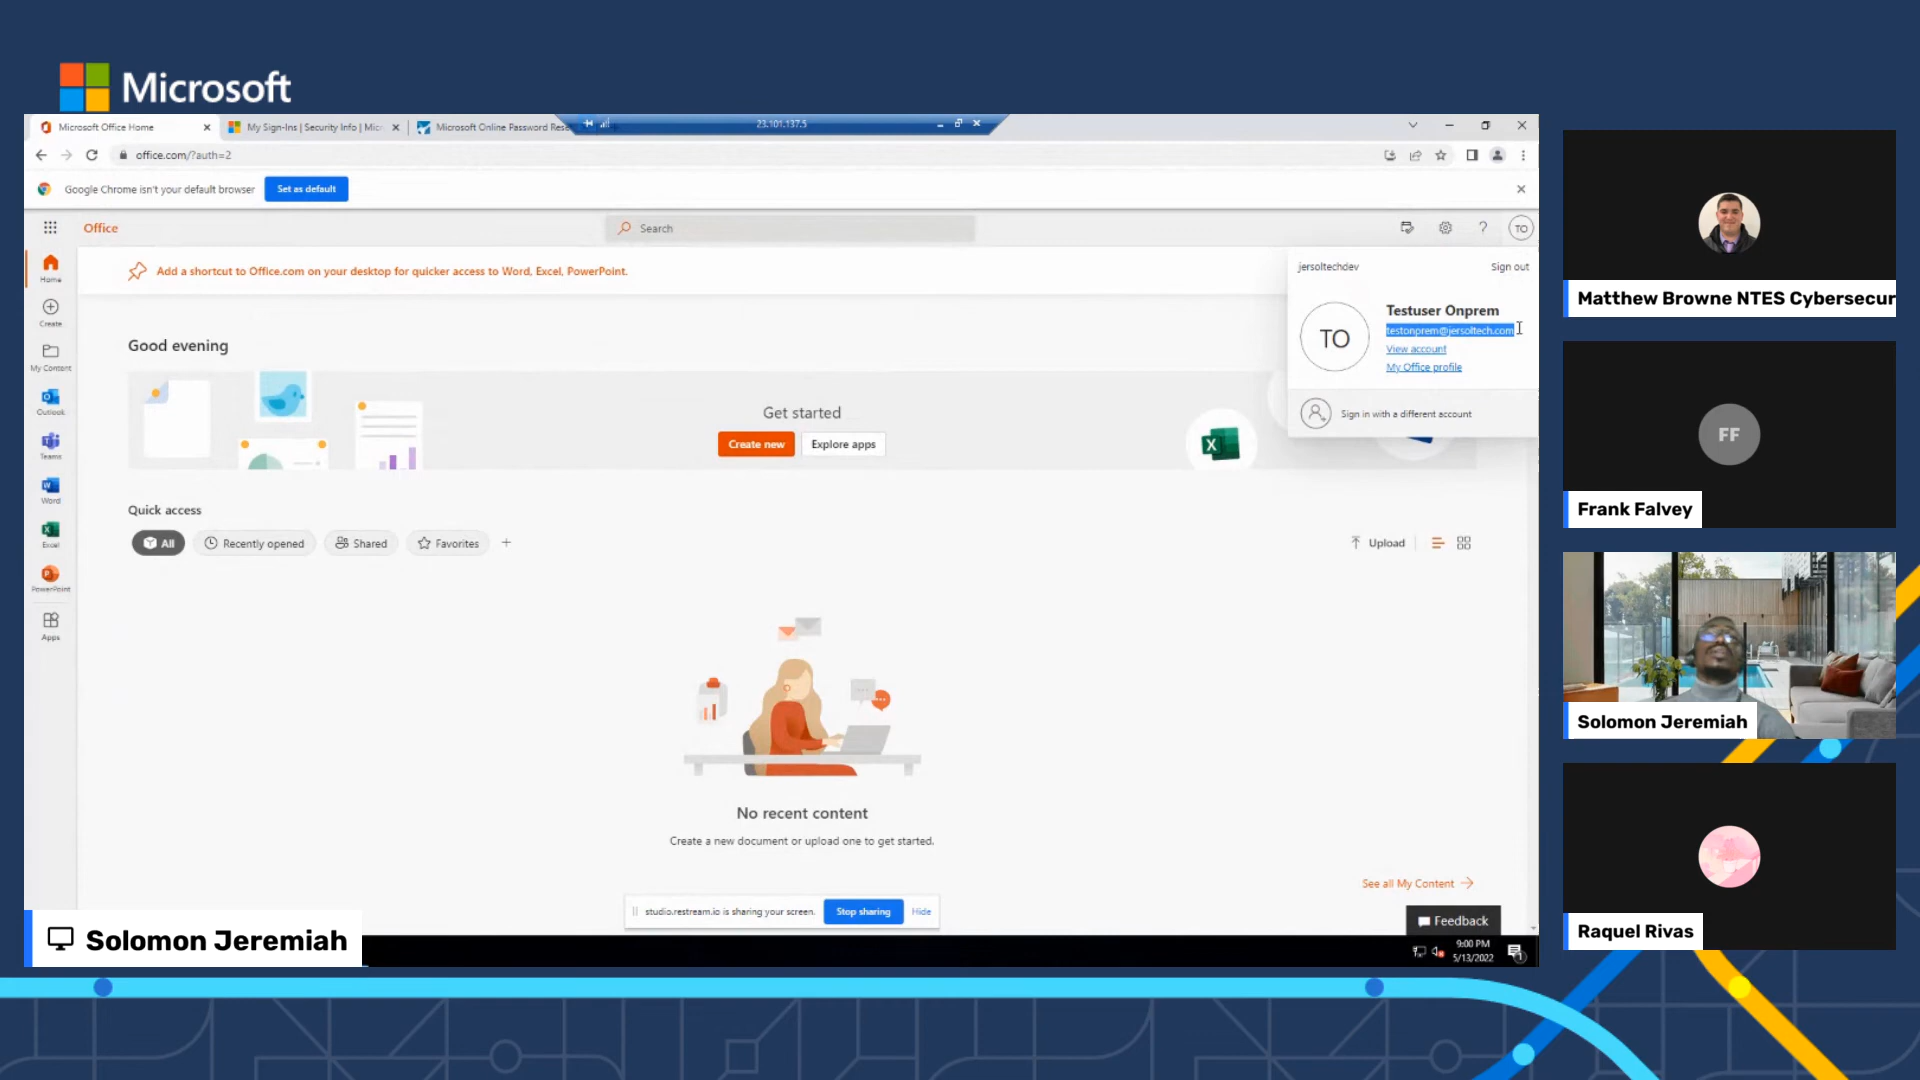 Microsoft
Microsoft Office Home
My Sign-Ins | Security Info | Micr
Microsoft Online Password Rese
23.101.137.5
office.com/?auth=2
Google Chrome isn't your default browser
Set as default
Office
Search
TO
Add a shortcut to Office.com on your desktop for quicker access to Word, Excel, PowerPoint.
jersoltechdev
Sign out
TO
Testuser Onprem
testonprem@jersoltech.com
View account
My Office profile
Sign in with a different account
Home
Create
My Content
Outlook
Teams
Word
Excel
PowerPoint
Apps
Good evening
Get started
Create new
Explore apps
Quick access
All
Recently opened
Shared
Favorites
Upload
No recent content
Create a new document or upload one to get started.
See all My Content
studio.restream.io is sharing your screen.
Stop sharing
Hide
Feedback
9:00 PM
5/13/2022
1
Solomon Jeremiah
Matthew Browne NTES Cybersecur
FF
Frank Falvey
Solomon Jeremiah
Raquel Rivas